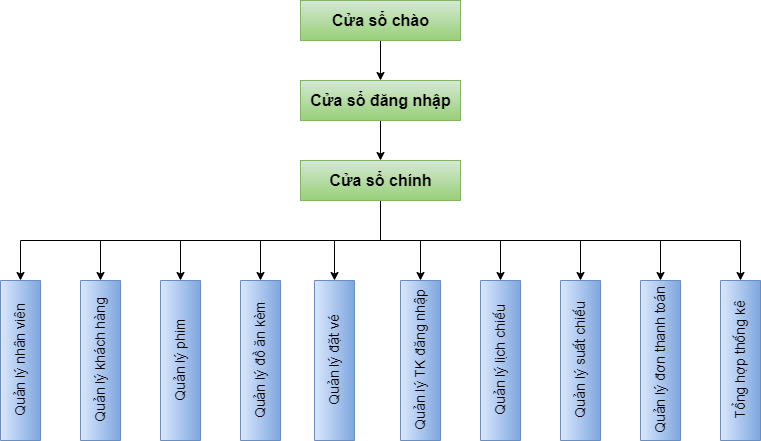 Cửa sổ chào
Cửa sổ đăng nhập
Cửa sổ chính
Quản lý nhân viên
Quản lý khách hàng
Quản lý phim
Quản lý đồ ăn kèm
Quản lý đặt vé
Quản lý TK đăng nhập
Quản lý lịch chiếu
Quản lý suất chiếu
Quản lý đơn thanh toán
Tổng hợp thống kê